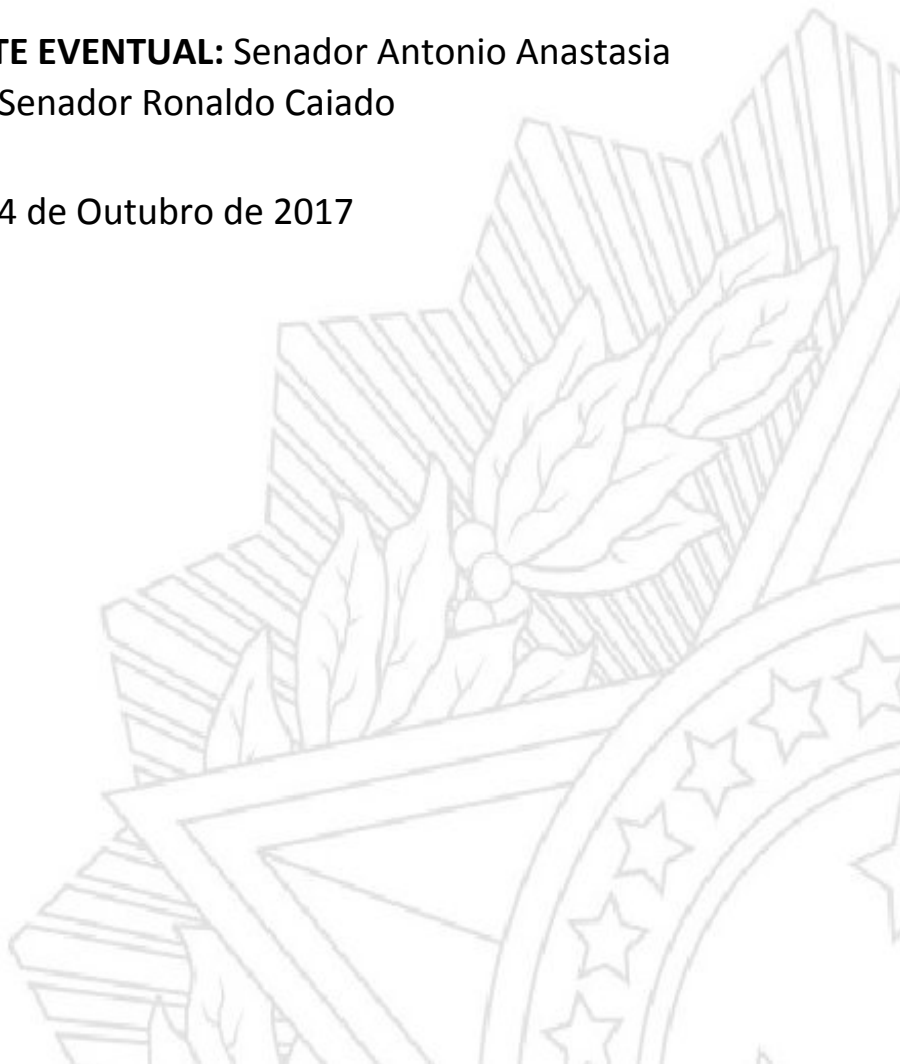 TE EVENTUAL: Senador Antonio Anastasia
Senador Ronaldo Caiado
4 de Outubro de 2017